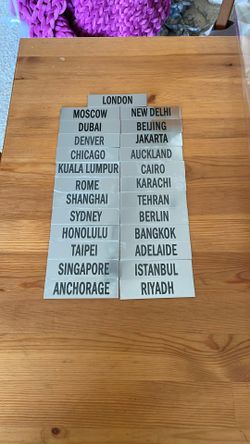 LONDON
MOSCOW NEW DELHI
DUBAI BEIJING
DENVER JAKARTA
CHICAGO AUCKLAND
KUALA LUMPUR CAIRO
ROME KARACHI
SHANGHAI TEHRAN
SYDNEY BERLIN
HONOLULU BANGKOK
TAIPEI ADELAIDE
SINGAPORE ISTANBUL
ANCHORAGE RIYADH